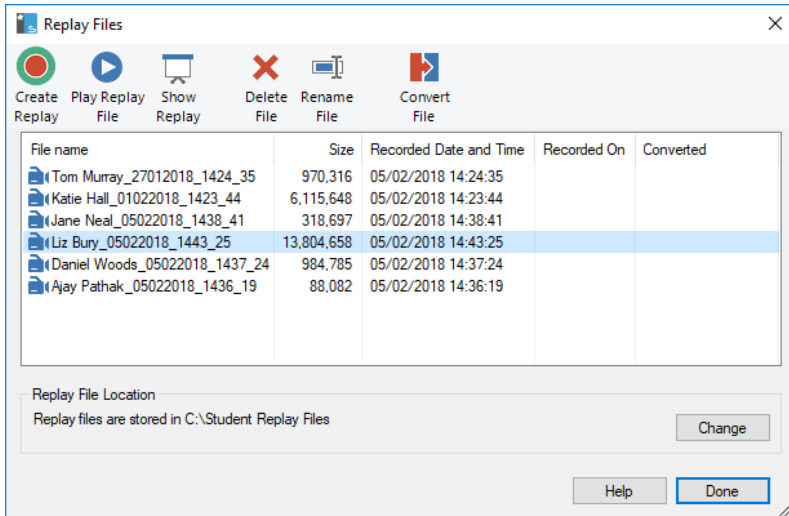 Replay Files
Create Play Replay Show Delete Rename Convert
Replay File Replay File File File
File name Size Recorded Date and Time Recorded On Converted
Tom Murray_27012018_1424_35 970,316 05/02/2018 14:24:35
Katie Hall_01022018_1423_44 6,115,648 05/02/2018 14:23:44
Jane Neal_05022018_1438_41 318,697 05/02/2018 14:38:41
Liz Bury_05022018_1443_25 13,804,658 05/02/2018 14:43:25
Daniel Woods_05022018_1437_24 984,785 05/02/2018 14:37:24
Ajay Pathak_05022018_1436_19 88,082 05/02/2018 14:36:19
Replay File Location
Replay files are stored in C:\Student Replay Files
Change
Help Done